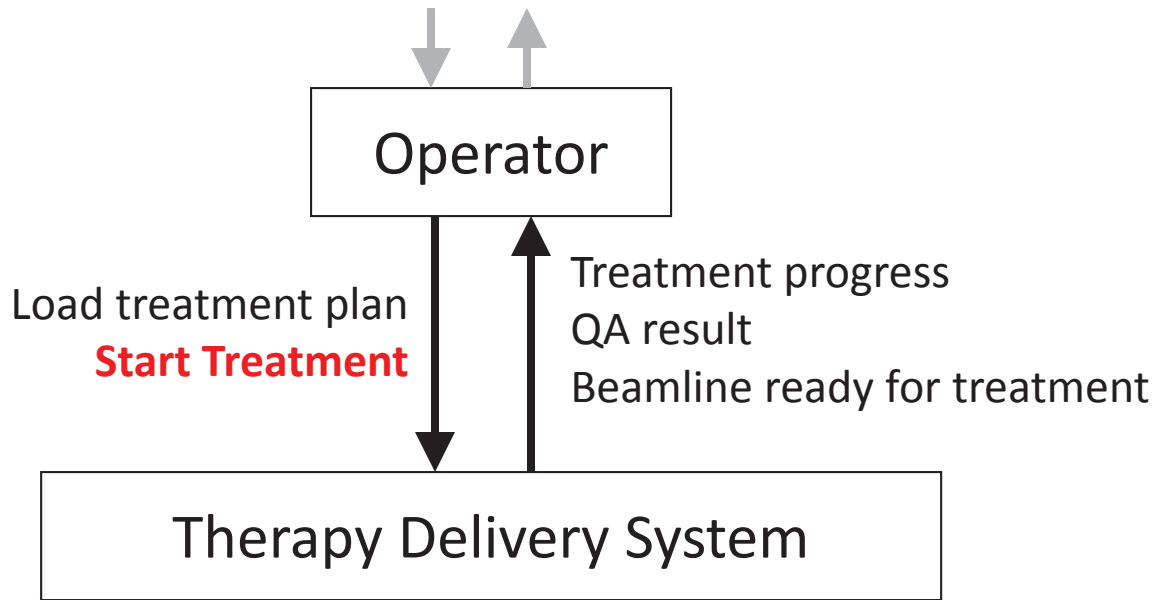 Operator
Load treatment plan
Start Treatment
Treatment progress
QA result
Beamline ready for treatment
Therapy Delivery System